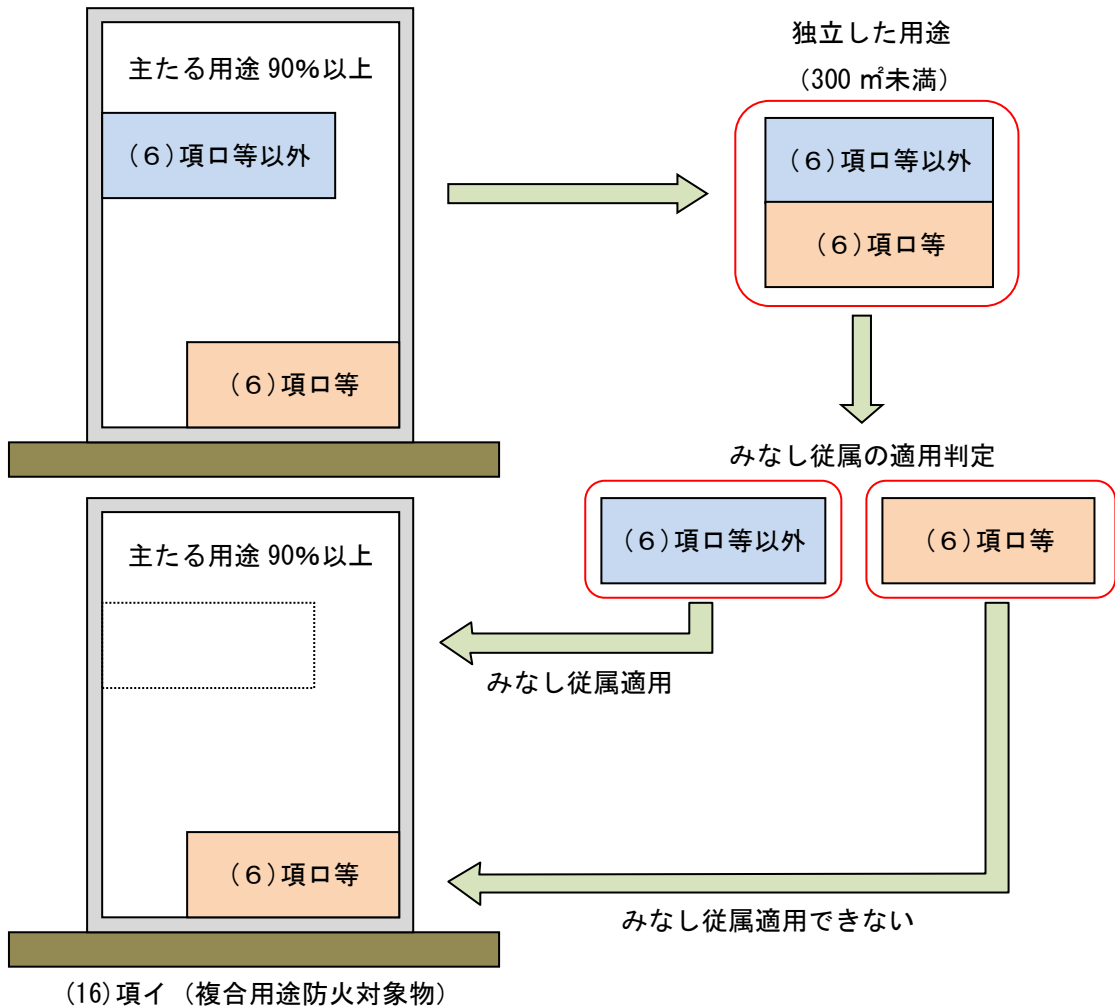 主たる用途 90%以上
(６)項ロ等以外
(６)項ロ等
独立した用途
(300 ㎡未満)
(６)項ロ等以外
(６)項ロ等
みなし従属の適用判定
(６)項ロ等以外
(６)項ロ等
主たる用途 90%以上
みなし従属適用
(６)項ロ等
みなし従属適用できない
(16)項イ（複合用途防火対象物）